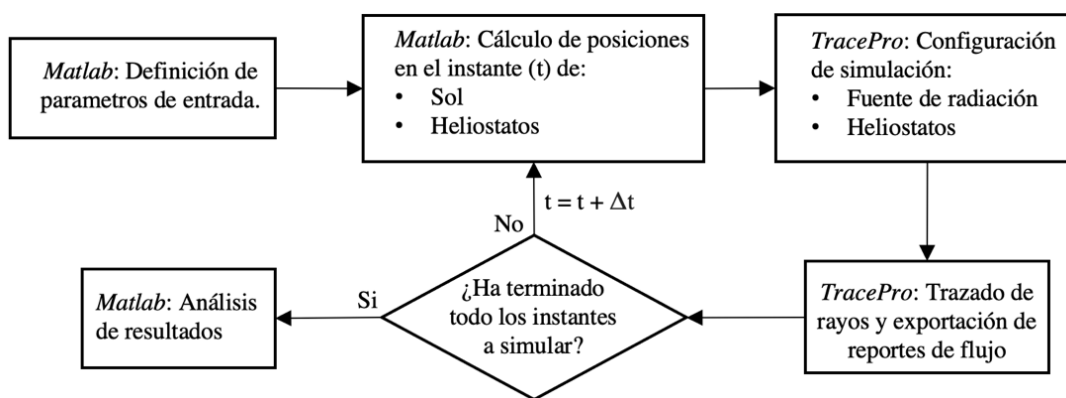 Matlab: Definición de
parametros de entrada.
Matlab: Cálculo de posiciones
en el instante (t) de:
• Sol
• Heliostatos
TracePro: Configuración
de simulación:
• Fuente de radiación
• Heliostatos
TracePro: Trazado de
rayos y exportación de
reportes de flujo
¿Ha terminado
todo los instantes
a simular?
No
t = t + Δt
Si
Matlab: Análisis
de resultados